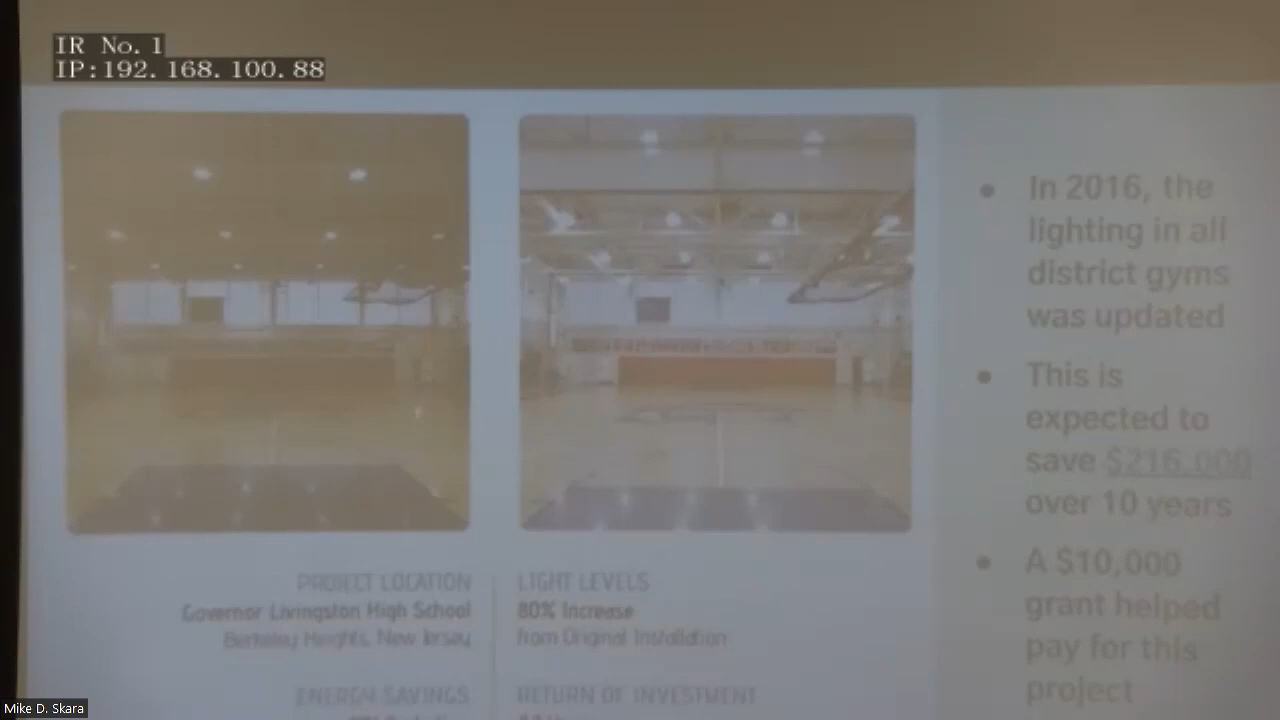 IR No. 1
IP:192.168.100.88
In 2016, the
lighting in all
district gyms
was updated
This is
expected to
save $216,000
over 10 years
A $10,000
grant helped
pay for this
project
PROJECT LOCATION
Governor Livingston High School
Berkeley Heights, New Jersey
LIGHT LEVELS
80% Increase
from Original Installation
ENERGY SAVINGS
RETURN OF INVESTMENT
Mike D. Skara